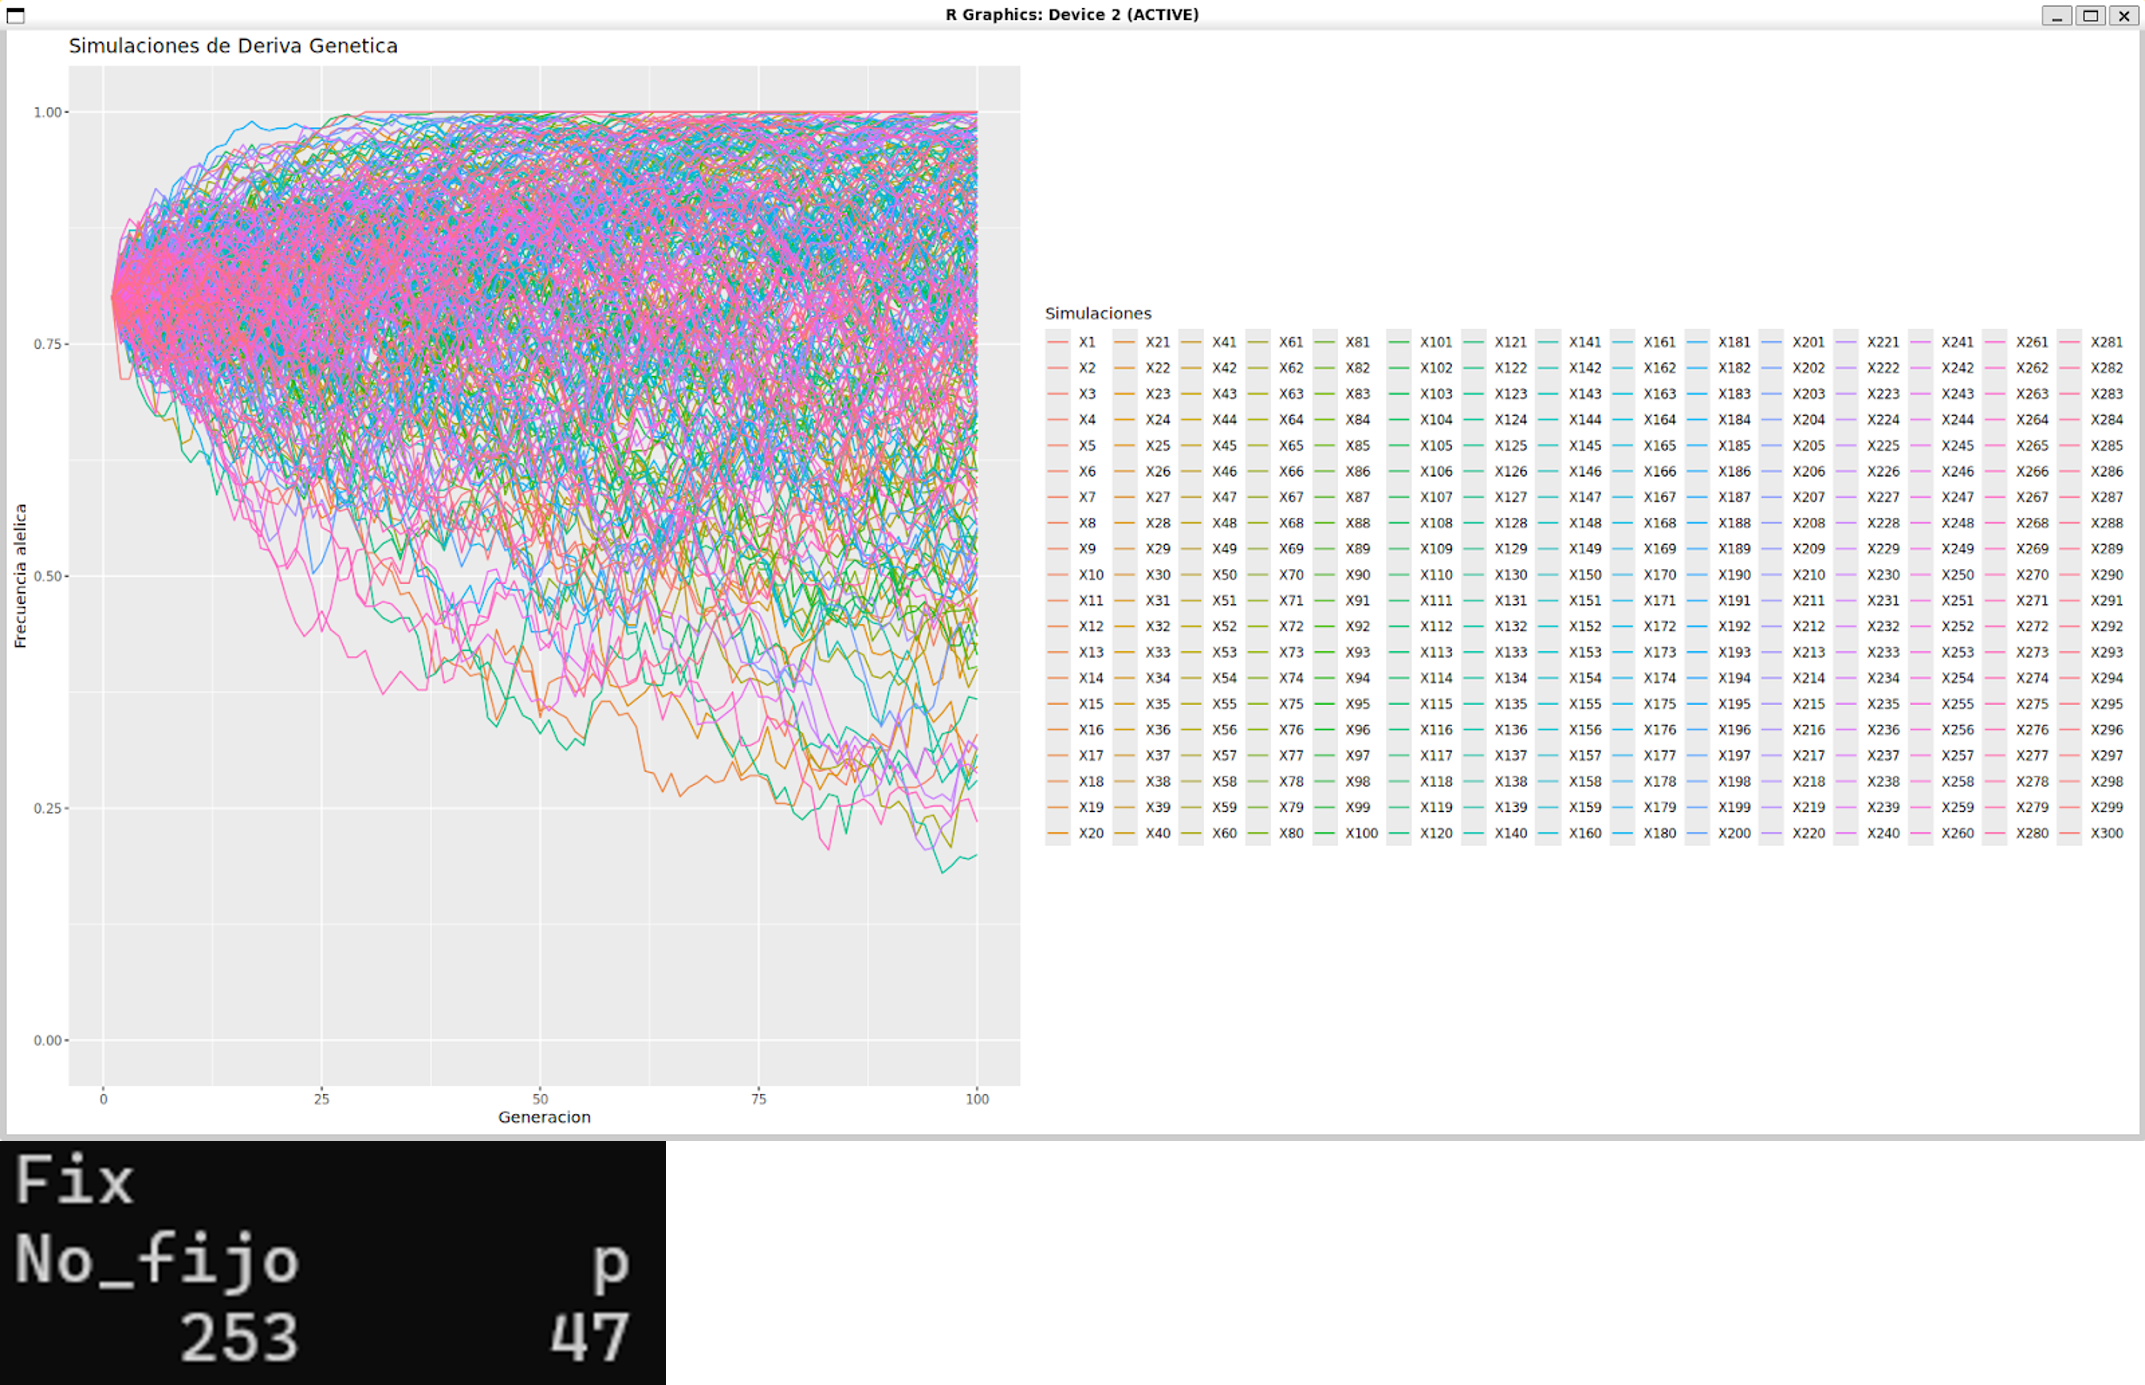 R Graphics: Device 2 (ACTIVE)
Simulaciones de Deriva Genetica
1.00
0.75
0.50
0.25
0.00
Frecuencia alelica
0 25 50 75 100
Generacion
Simulaciones
X1 X21 X41 X61 X81 X101 X121 X141 X161 X181 X201 X221 X241 X261 X281
X2 X22 X42 X62 X82 X102 X122 X142 X162 X182 X202 X222 X242 X262 X282
X3 X23 X43 X63 X83 X103 X123 X143 X163 X183 X203 X223 X243 X263 X283
X4 X24 X44 X64 X84 X104 X124 X144 X164 X184 X204 X224 X244 X264 X284
X5 X25 X45 X65 X85 X105 X125 X145 X165 X185 X205 X225 X245 X265 X285
X6 X26 X46 X66 X86 X106 X126 X146 X166 X186 X206 X226 X246 X266 X286
X7 X27 X47 X67 X87 X107 X127 X147 X167 X187 X207 X227 X247 X267 X287
X8 X28 X48 X68 X88 X108 X128 X148 X168 X188 X208 X228 X248 X268 X288
X9 X29 X49 X69 X89 X109 X129 X149 X169 X189 X209 X229 X249 X269 X289
X10 X30 X50 X70 X90 X110 X130 X150 X170 X190 X210 X230 X250 X270 X290
X11 X31 X51 X71 X91 X111 X131 X151 X171 X191 X211 X231 X251 X271 X291
X12 X32 X52 X72 X92 X112 X132 X152 X172 X192 X212 X232 X252 X272 X292
X13 X33 X53 X73 X93 X113 X133 X153 X173 X193 X213 X233 X253 X273 X293
X14 X34 X54 X74 X94 X114 X134 X154 X174 X194 X214 X234 X254 X274 X294
X15 X35 X55 X75 X95 X115 X135 X155 X175 X195 X215 X235 X255 X275 X295
X16 X36 X56 X76 X96 X116 X136 X156 X176 X196 X216 X236 X256 X276 X296
X17 X37 X57 X77 X97 X117 X137 X157 X177 X197 X217 X237 X257 X277 X297
X18 X38 X58 X78 X98 X118 X138 X158 X178 X198 X218 X238 X258 X278 X298
X19 X39 X59 X79 X99 X119 X139 X159 X179 X199 X219 X239 X259 X279 X299
X20 X40 X60 X80 X100 X120 X140 X160 X180 X200 X220 X240 X260 X280 X300
Fix
No_fijo p
253 47